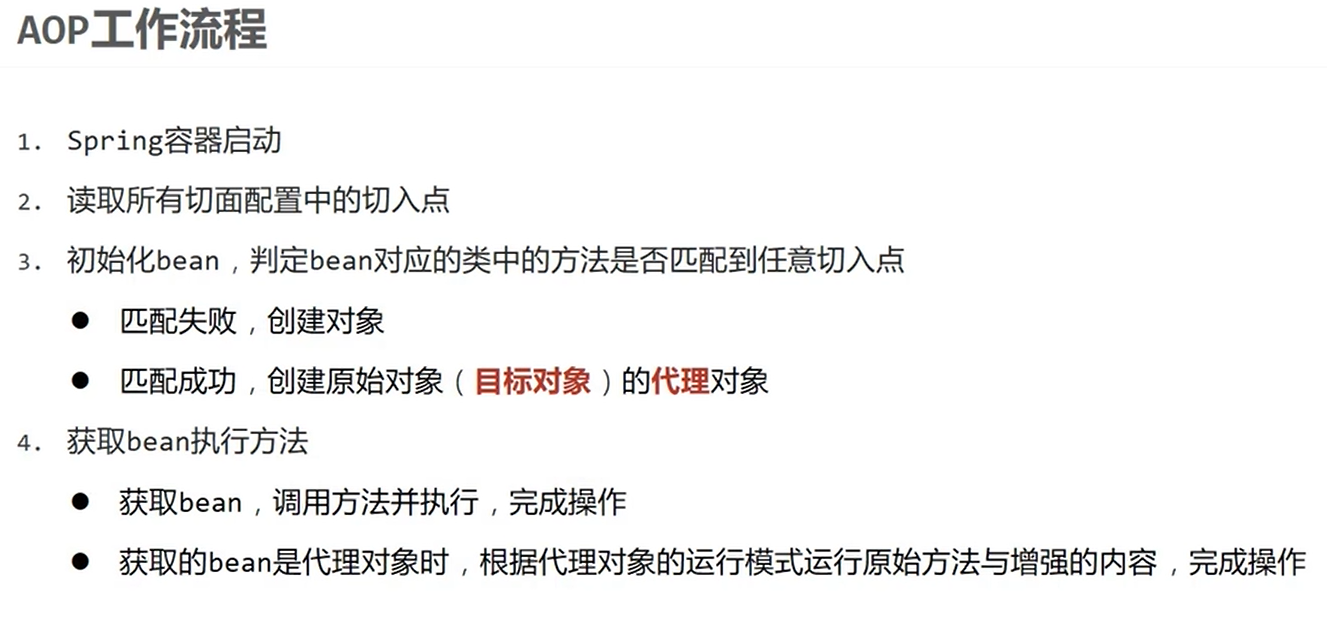 AOP工作流程
1. Spring容器启动
2. 读取所有切面配置中的切入点
3. 初始化bean，判定bean对应的类中的方法是否匹配到任意切入点
● 匹配失败，创建对象
● 匹配成功，创建原始对象（目标对象）的代理对象
4. 获取bean执行方法
● 获取bean，调用方法并执行，完成操作
● 获取的bean是代理对象时，根据代理对象的运行模式运行原始方法与增强的内容，完成操作